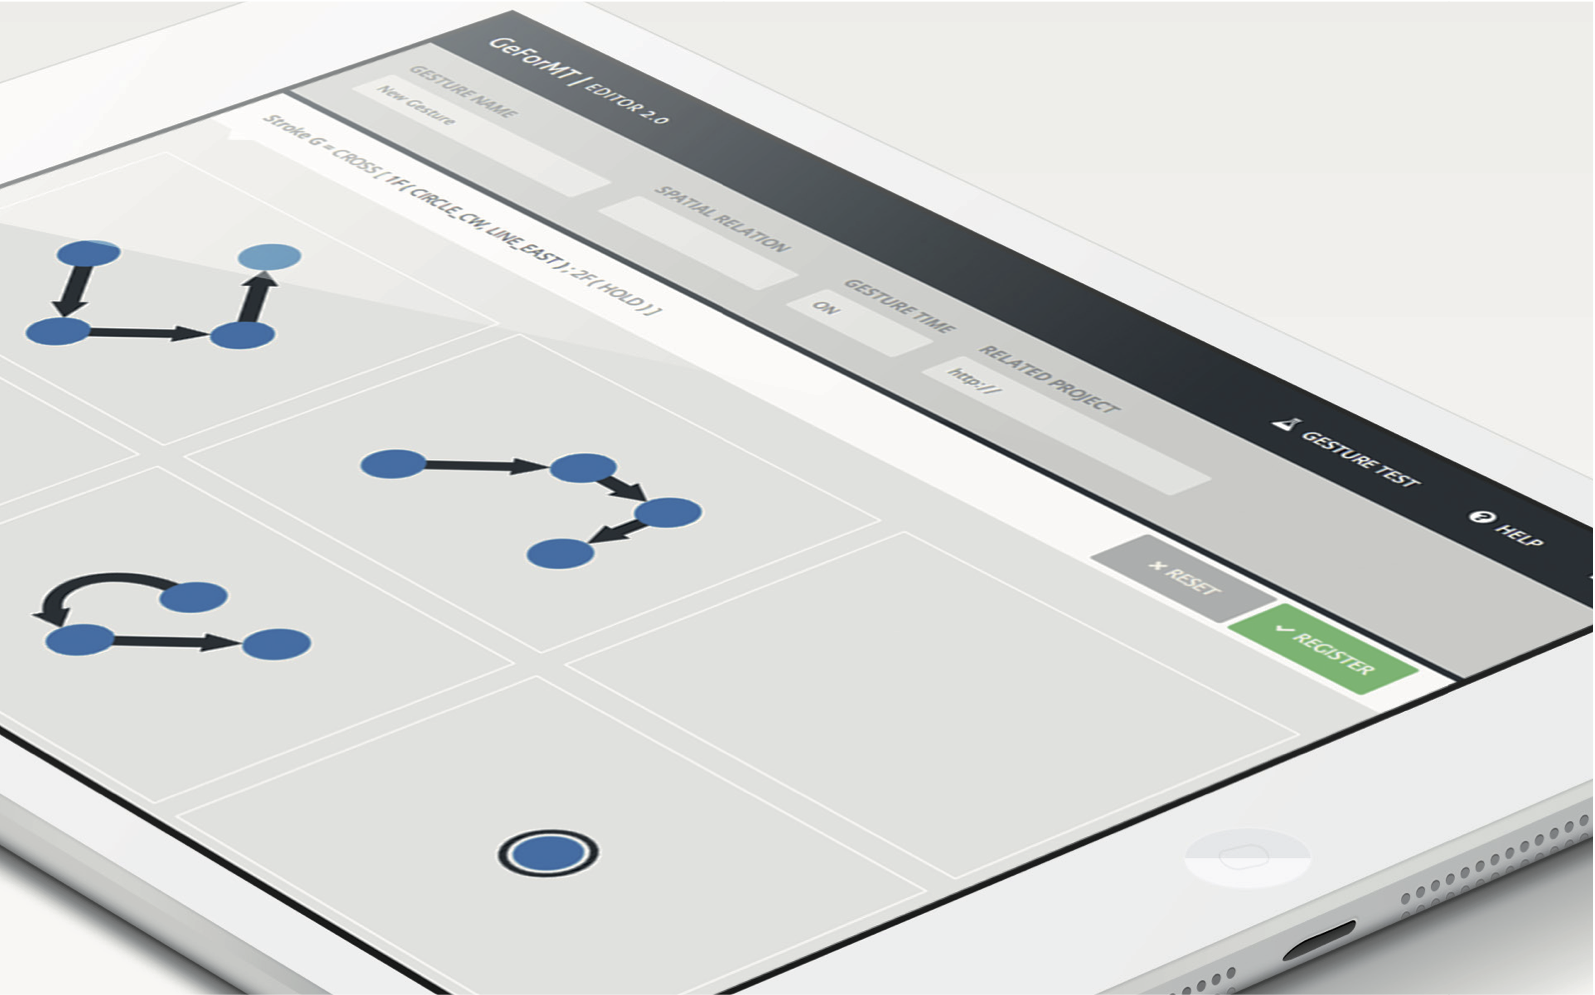 GeForMT | EDITOR 2.0
GESTURE TEST
HELP
GESTURE NAME
New Gesture
SPATIAL RELATION
GESTURE TIME
ON
RELATED PROJECT
http://
Stroke G = CROSS [ 1F ( CIRCLE_CW, LINE_EAST ) ; 2F ( HOLD ) ]
RESET
REGISTER